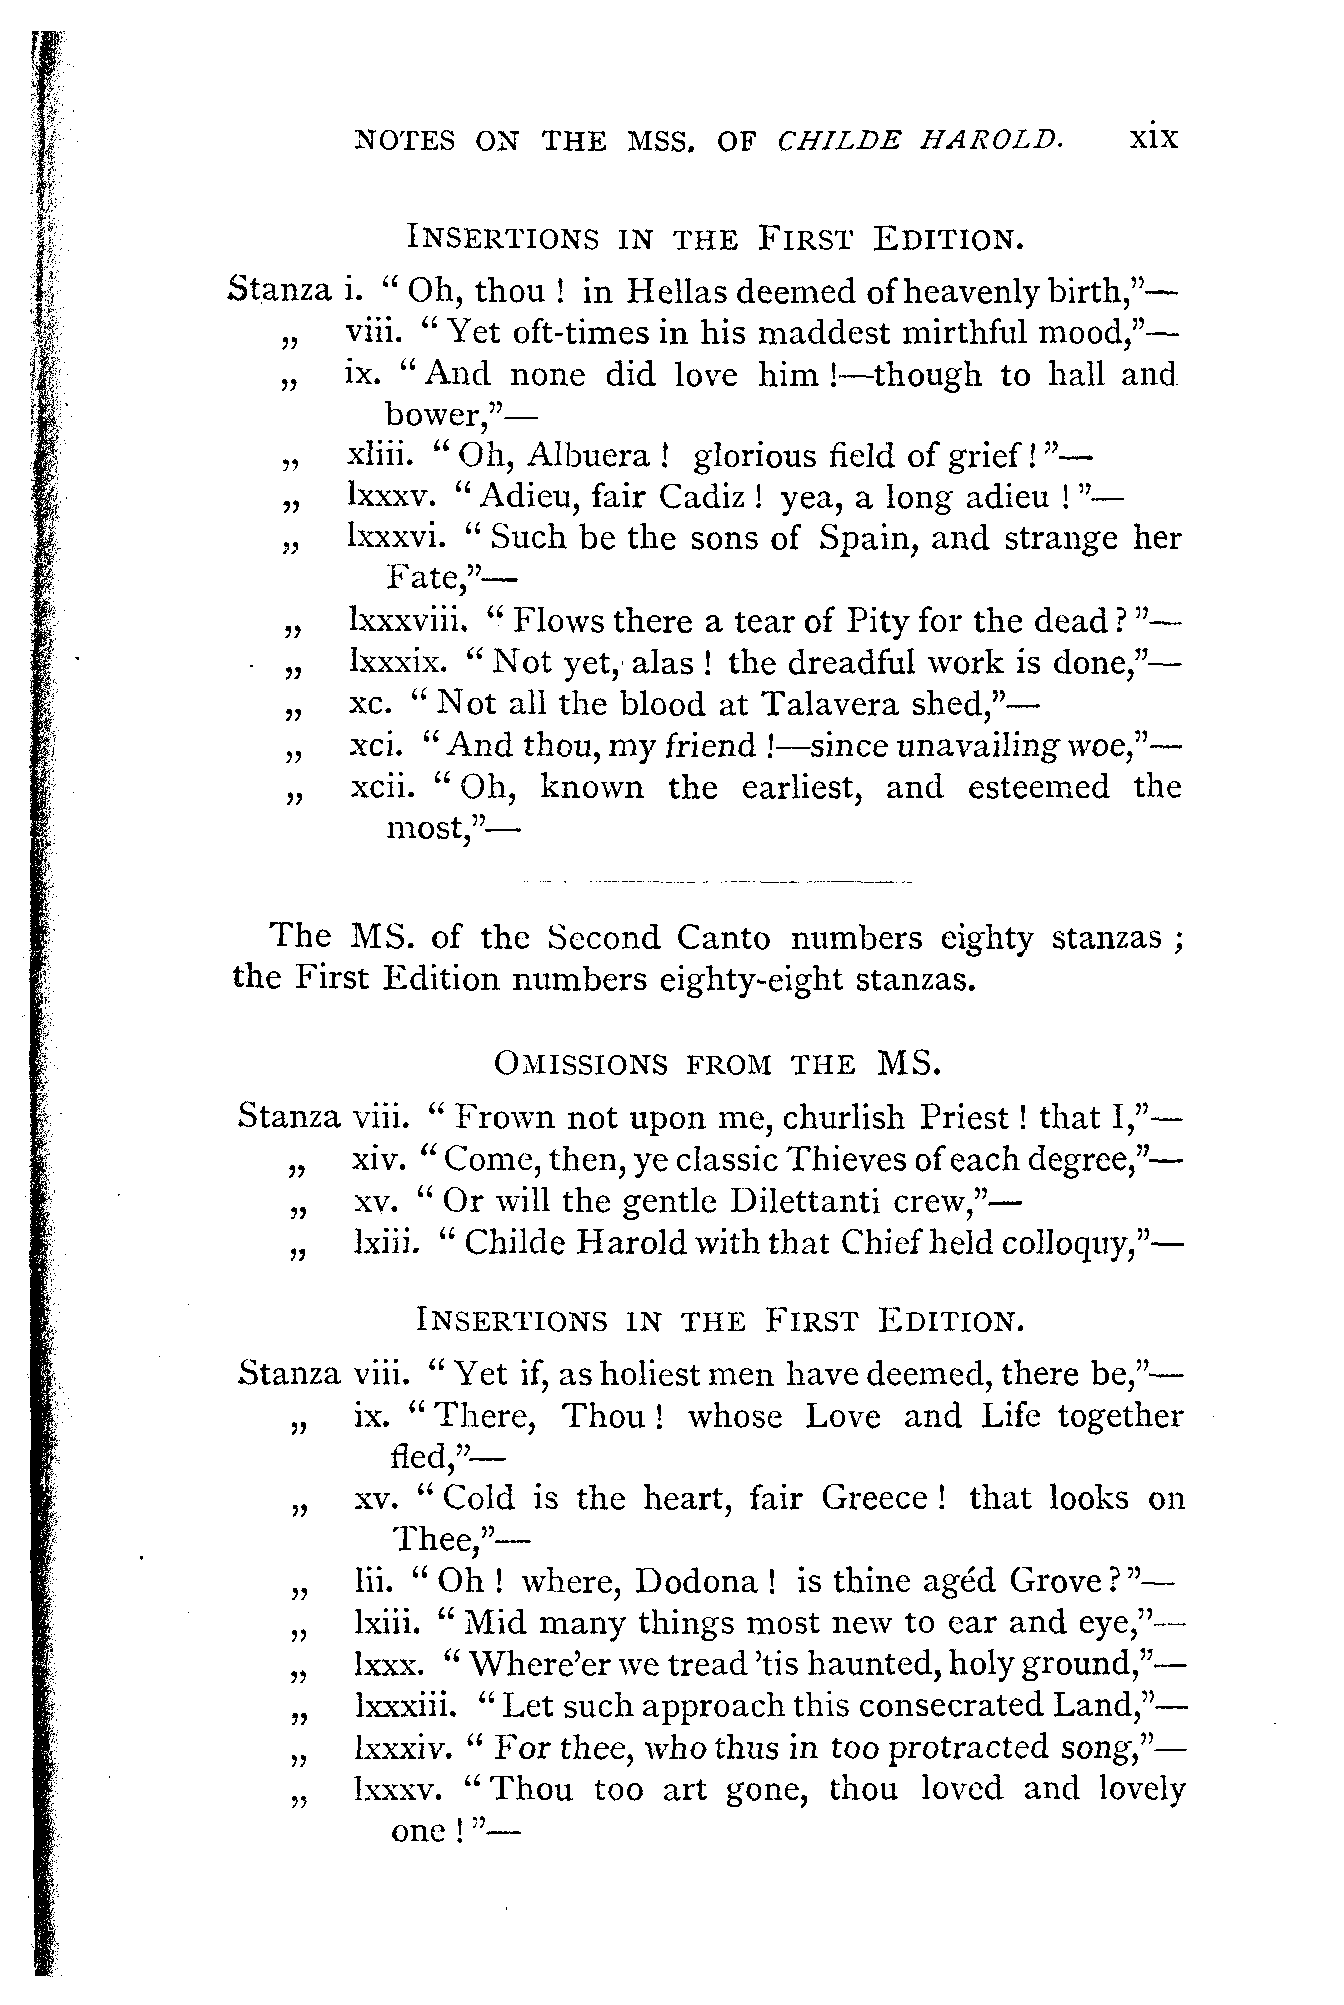 NOTES ON THE MSS. OF CHILDE HAROLD. xix
INSERTIONS IN THE FIRST EDITION.
Stanza i. “ Oh, thou ! in Hellas deemed of heavenly birth,”—
„ viii. “ Yet oft-times in his maddest mirthful mood,”—
„ ix. “ And none did love him !—though to hall and
bower,”—
„ xliii. “ Oh, Albuera ! glorious field of grief ! ”—
„ lxxxv. “ Adieu, fair Cadiz ! yea, a long adieu ! ”—
„ lxxxvi. “ Such be the sons of Spain, and strange her
Fate,”—
„ lxxxviii. “ Flows there a tear of Pity for the dead ? ”—
„ lxxxix. “ Not yet, alas ! the dreadful work is done,”—
„ xc. “ Not all the blood at Talavera shed,”—
„ xci. “ And thou, my friend !—since unavailing woe,”—
„ xcii. “ Oh, known the earliest, and esteemed the
most,”—
The MS. of the Second Canto numbers eighty stanzas ;
the First Edition numbers eighty-eight stanzas.
OMISSIONS FROM THE MS.
Stanza viii. “ Frown not upon me, churlish Priest ! that I,”—
„ xiv. “ Come, then, ye classic Thieves of each degree,”—
„ xv. “ Or will the gentle Dilettanti crew,”—
„ lxiii. “ Childe Harold with that Chief held colloquy,”—
INSERTIONS IN THE FIRST EDITION.
Stanza viii. “ Yet if, as holiest men have deemed, there be,”—
„ ix. “ There, Thou ! whose Love and Life together
fled,”—
„ xv. “ Cold is the heart, fair Greece ! that looks on
Thee,”—
„ lii. “ Oh ! where, Dodona ! is thine agéd Grove ? ”—
„ lxiii. “ Mid many things most new to ear and eye,”—
„ lxxx. “ Where'er we tread 'tis haunted, holy ground,”—
„ lxxxiii. “ Let such approach this consecrated Land,”—
„ lxxxiv. “ For thee, who thus in too protracted song,”—
„ lxxxv. “ Thou too art gone, thou loved and lovely
one ! ”—